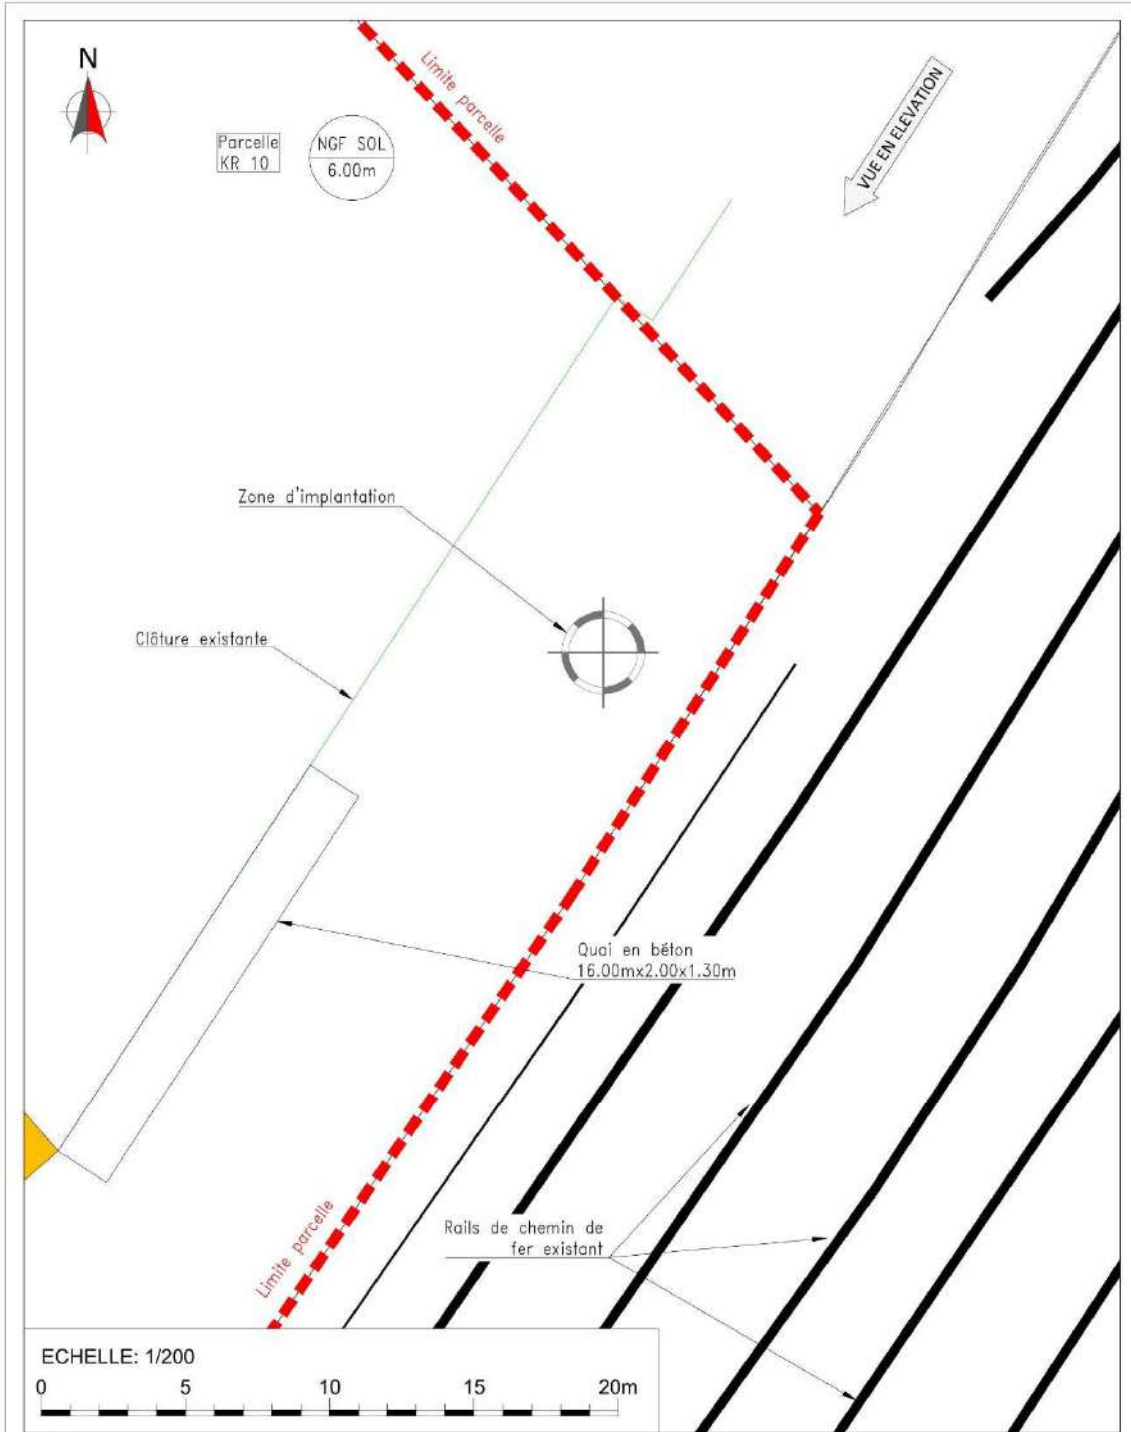 N
Limite parcelle
VUE EN ELEVATION
Parcelle
KR 10
NGF SOL
6.00m
Zone d'implantation
Clôture existante
Quai en béton
16.00mx2.00x1.30m
Limite parcelle
Rails de chemin de
fer existant
ECHELLE: 1/200
0 5 10 15 20m